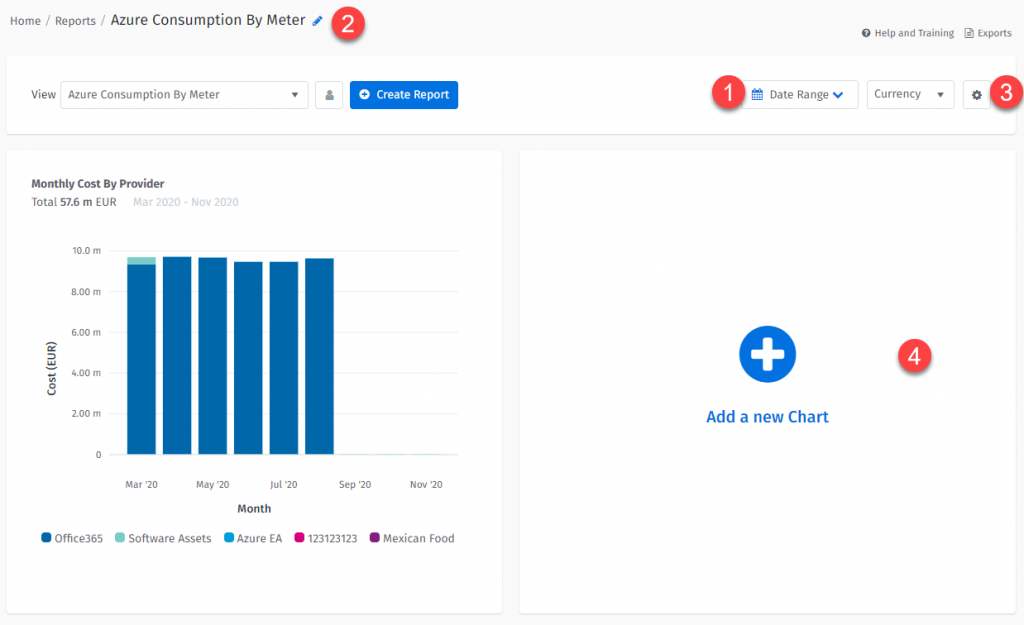 Home / Reports / Azure Consumption By Meter
2
Help and Training
Exports
View
Azure Consumption By Meter
Create Report
1
Date Range
Currency
3
Monthly Cost By Provider
Total 57.6 m EUR
Mar 2020 - Nov 2020
10.0 m
8.00 m
6.00 m
4.00 m
2.00 m
0
Cost (EUR)
Mar '20
May '20
Jul '20
Sep '20
Nov '20
Month
Office365
Software Assets
Azure EA
123123123
Mexican Food
4
Add a new Chart